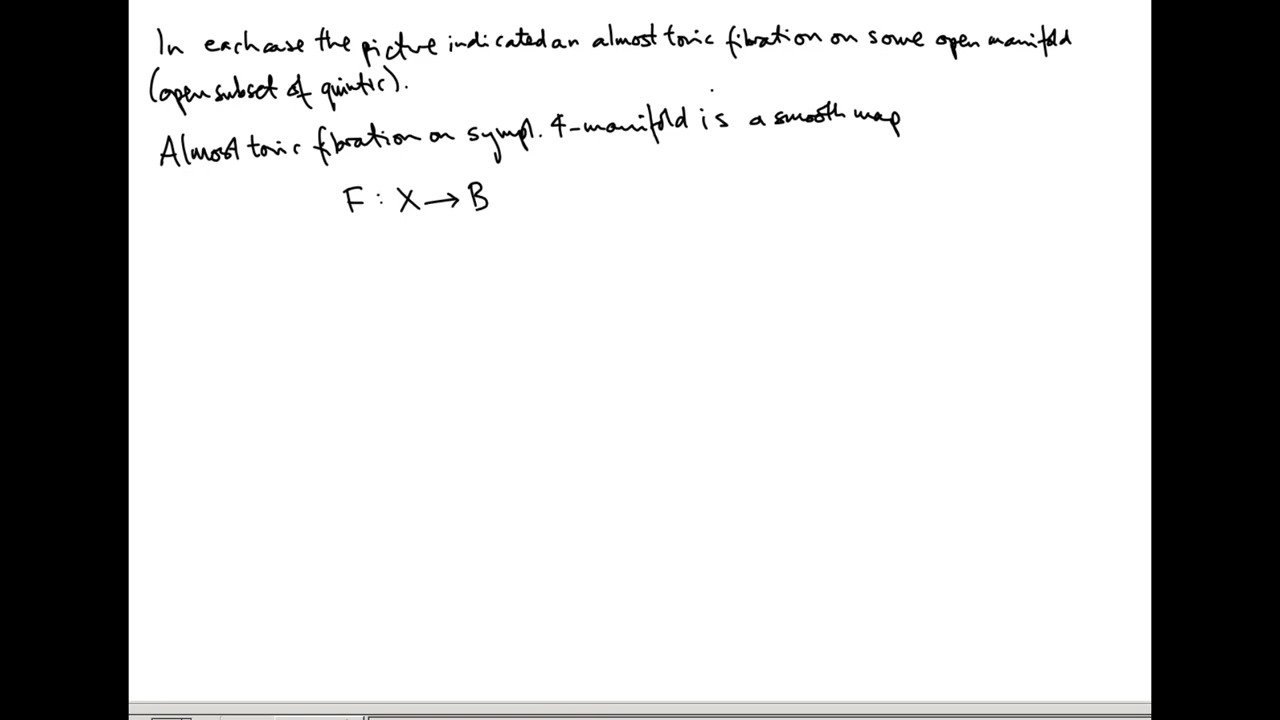 In each case the picture indicated an almost toric fibration on some open manifold
(open subset of quintic).
Almost toric fibration on sympl. 4-manifold is a smooth map
F : X → B